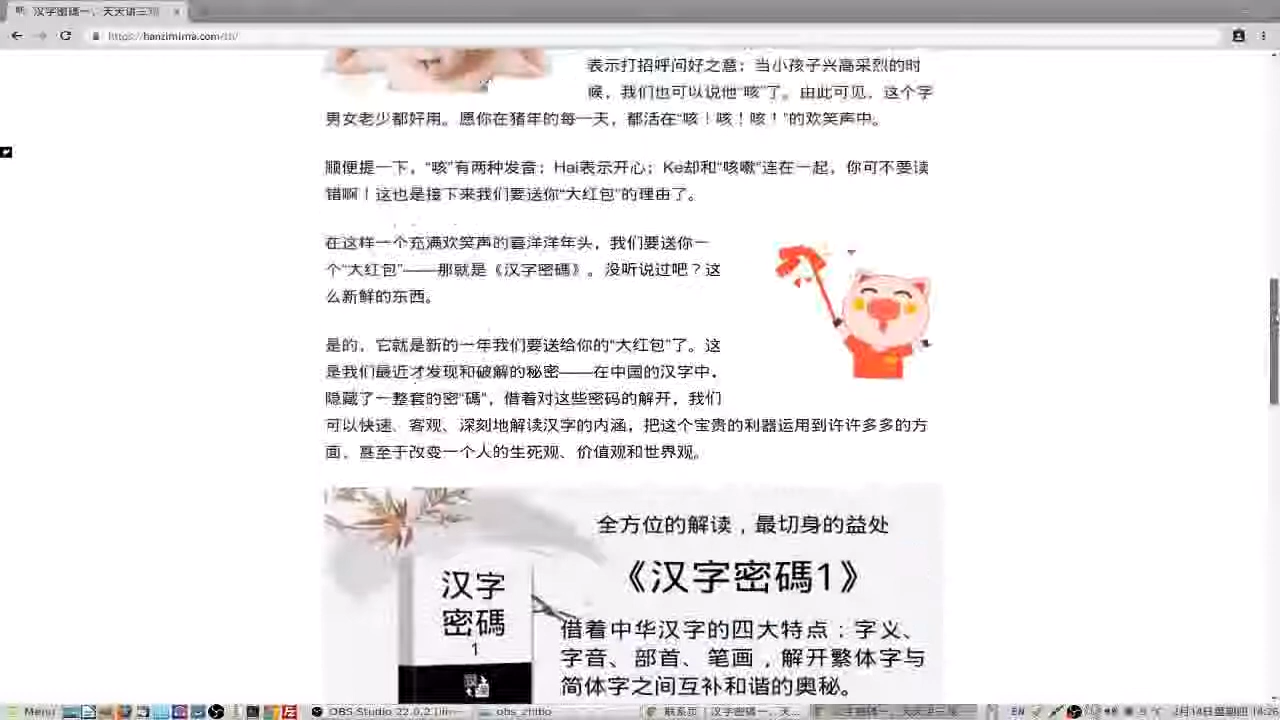 汉字密碼一、天天讲三
https://hanzimima.com/
表示打招呼问好之意；当小孩子兴高采烈的时
候，我们也可以说他“咳”了。由此可见，这个字
男女老少都好用。愿你在猪年的每一天，都活在“咳！咳！咳！”的欢笑声中。
顺便提一下，“咳”有两种发音：Hai表示开心；Ke却和“咳嗽”连在一起，你可不要读
错啊！这也是接下来我们要送你“大红包”的理由了。
在这样一个充满欢笑声的喜洋洋年头，我们要送你一
个“大红包”——那就是《汉字密碼》。没听说过吧？这
么新鲜的东西。
是的，它就是新的一年我们要送给你的“大红包”了。这
是我们最近才发现和破解的秘密——在中国的汉字中，
隐藏了一整套的密“碼”，借着对这些密码的解开，我们
可以快速、客观、深刻地解读汉字的内涵，把这个宝贵的利器运用到许许多多的方
面，甚至于改变一个人的生死观、价值观和世界观。
全方位的解读，最切身的益处
《汉字密碼1》
汉字
密碼
1
借着中华汉字的四大特点：字义、
字音、部首、笔画，解开繁体字与
简体字之间互补和谐的奥秘。
Menu OBS Studio 22.0.2 (lin— obs_zhibo EN